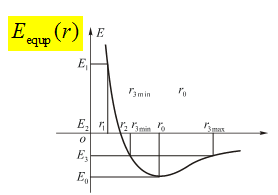 E_equp(r)
E
E_1
r_3min r_0
E_2 r_1 r_2 r_3min r_0 r_3max
o
E_3
E_0